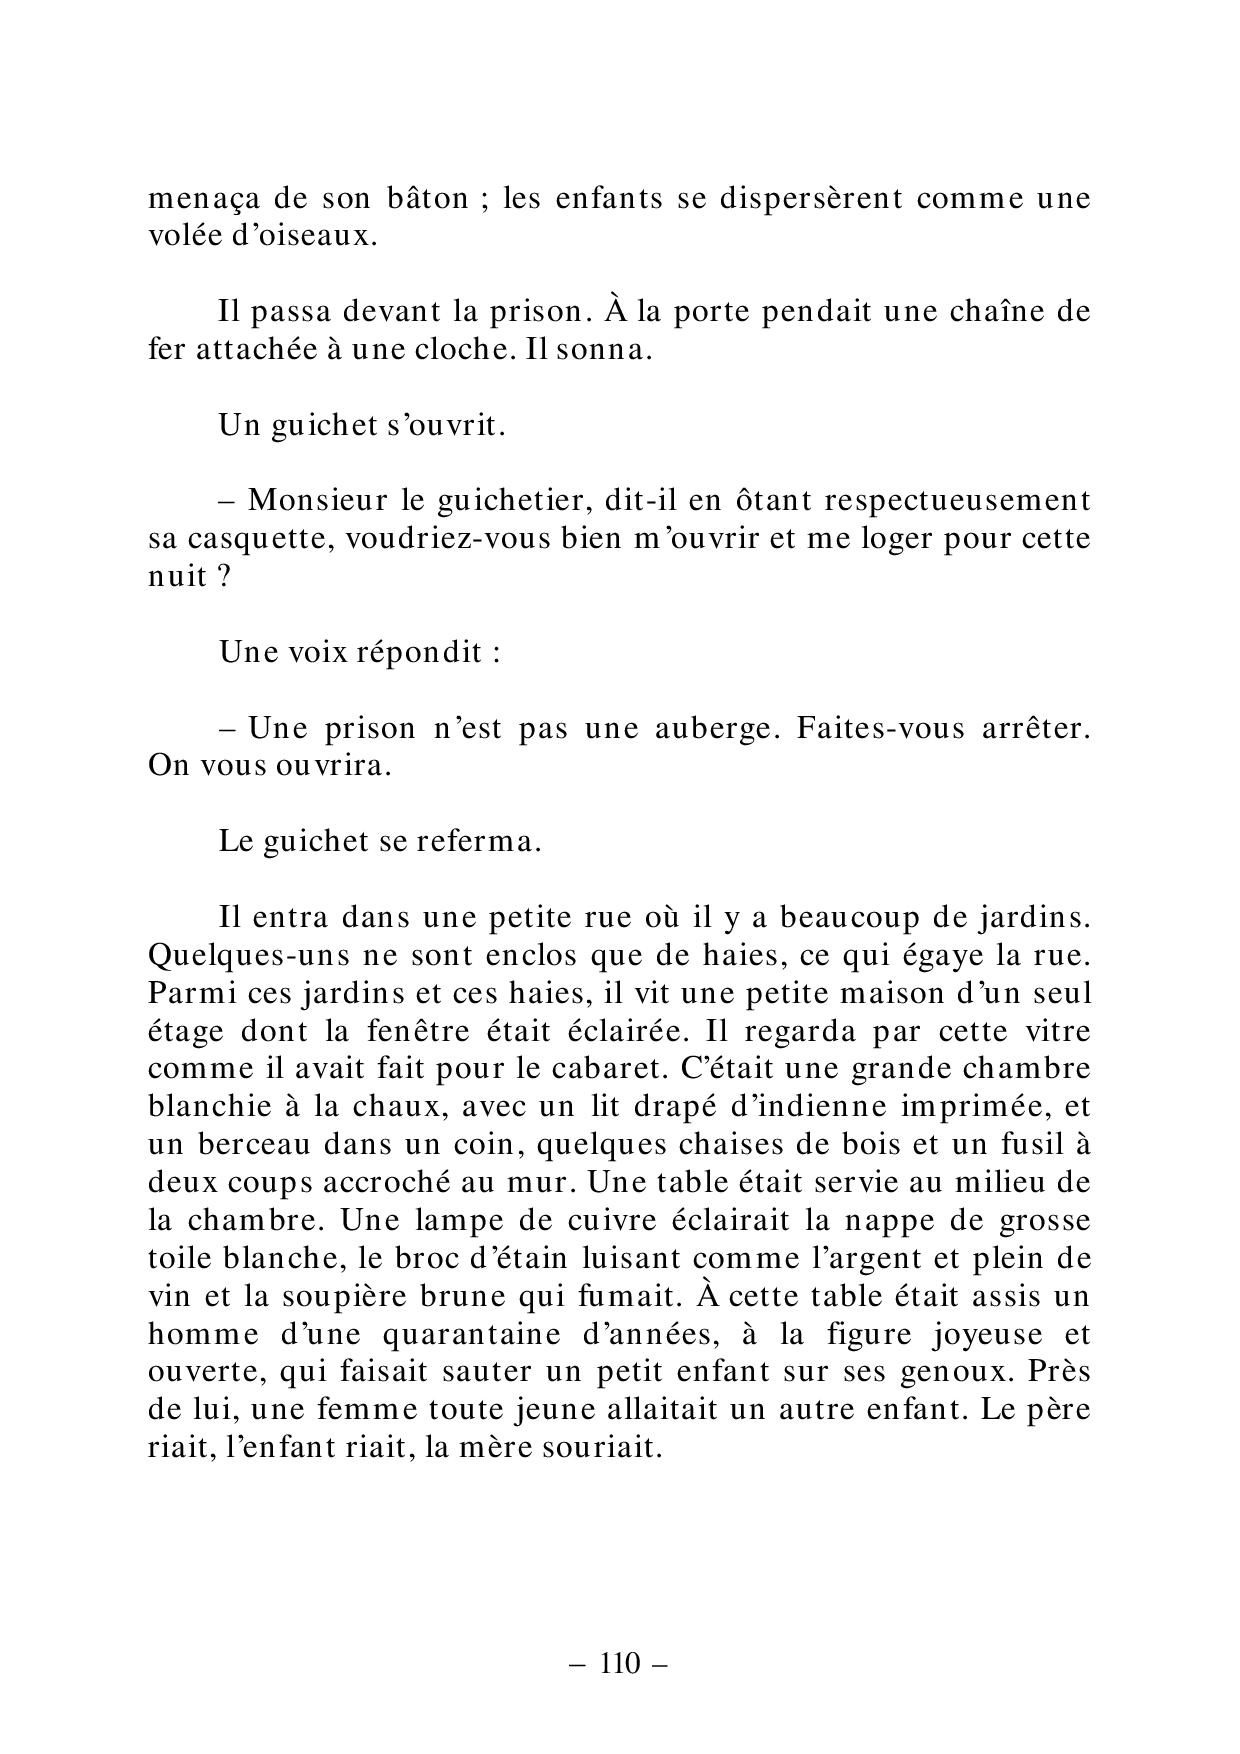 menaça de son bâton ; les enfants se dispersèrent comme une
volée d’oiseaux.
Il passa devant la prison. À la porte pendait une chaîne de
fer attachée à une cloche. Il sonna.
Un guichet s’ouvrit.
– Monsieur le guichetier, dit-il en ôtant respectueusement
sa casquette, voudriez-vous bien m’ouvrir et me loger pour cette
nuit ?
Une voix répondit :
– Une prison n’est pas une auberge. Faites-vous arrêter.
On vous ouvrira.
Le guichet se referma.
Il entra dans une petite rue où il y a beaucoup de jardins.
Quelques-uns ne sont enclos que de haies, ce qui égaye la rue.
Parmi ces jardins et ces haies, il vit une petite maison d’un seul
étage dont la fenêtre était éclairée. Il regarda par cette vitre
comme il avait fait pour le cabaret. C’était une grande chambre
blanchie à la chaux, avec un lit drapé d’indienne imprimée, et
un berceau dans un coin, quelques chaises de bois et un fusil à
deux coups accroché au mur. Une table était servie au milieu de
la chambre. Une lampe de cuivre éclairait la nappe de grosse
toile blanche, le broc d’étain luisant comme l’argent et plein de
vin et la soupière brune qui fumait. À cette table était assis un
homme d’une quarantaine d’années, à la figure joyeuse et
ouverte, qui faisait sauter un petit enfant sur ses genoux. Près
de lui, une femme toute jeune allaitait un autre enfant. Le père
riait, l’enfant riait, la mère souriait.
– 110 –